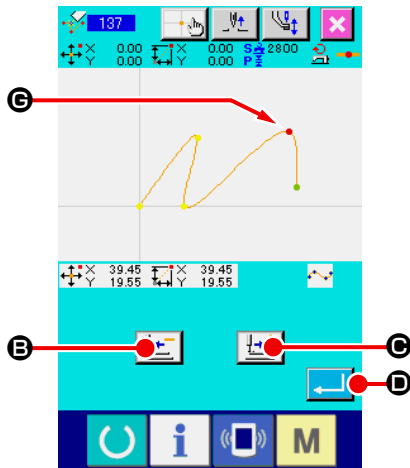 137
X 0.00 X 0.00 S 2800
Y 0.00 Y 0.00 P
G
X 39.45 X 39.45
Y 19.55 Y 19.55
B
C
D
i M